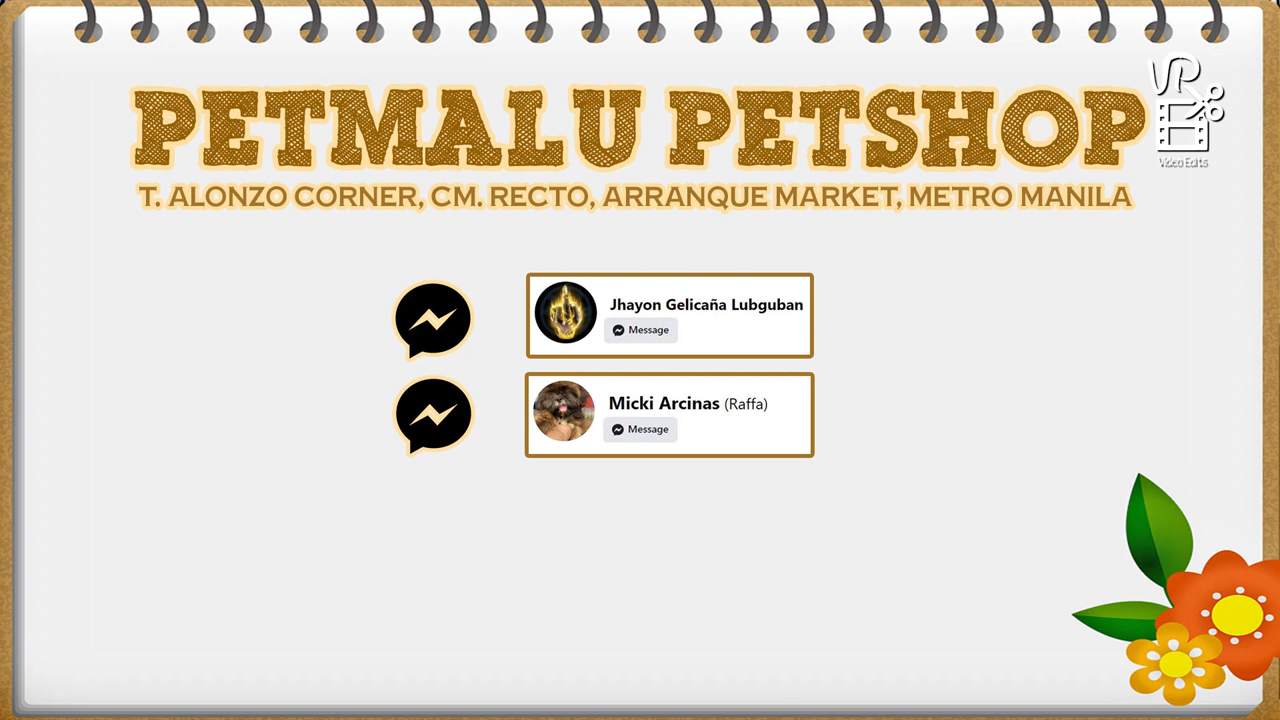 PETMALU PETSHOP
T. ALONZO CORNER, CM. RECTO, ARRANQUE MARKET, METRO MANILA
VR
Video Edits
Jhayon Gelicaña Lubguban
Message
Micki Arcinas (Raffa)
Message